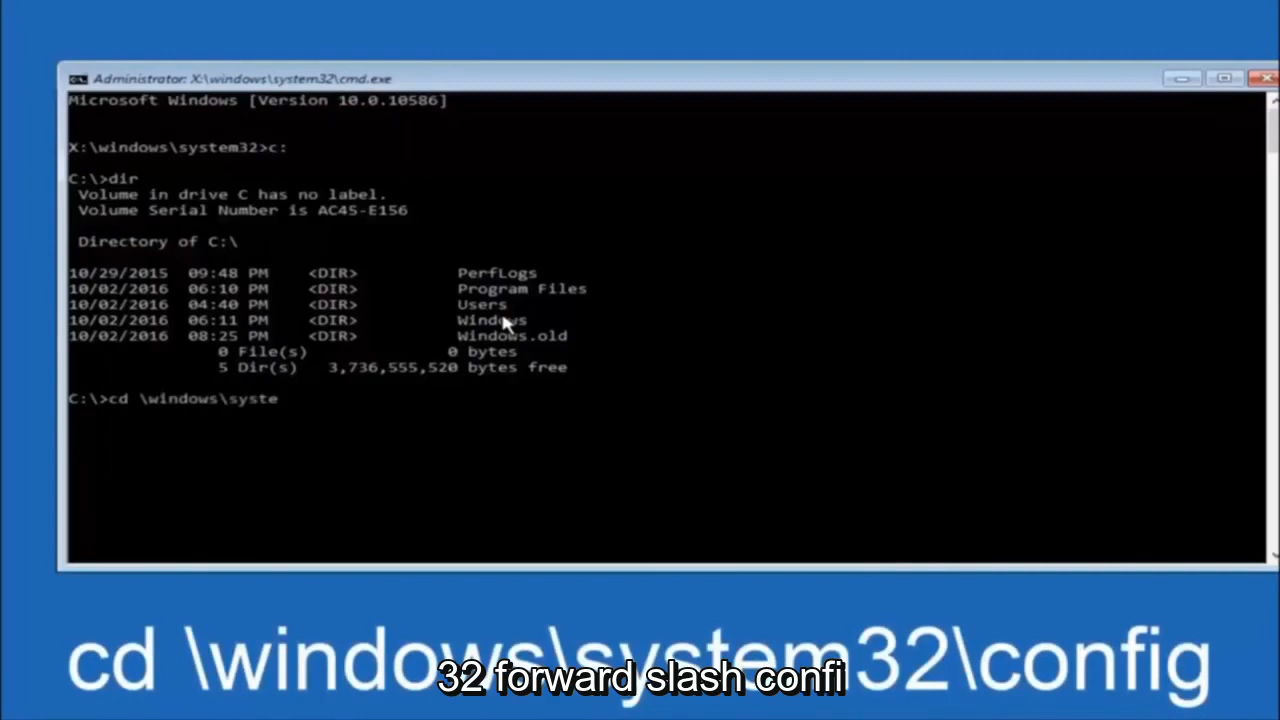 Administrator: X:\windows\system32\cmd.exe
Microsoft Windows [Version 10.0.10586]
X:\windows\system32>c:
C:\>dir
Volume in drive C has no label.
Volume Serial Number is AC45-E156
Directory of C:\
10/29/2015 09:48 PM <DIR> PerfLogs
10/02/2016 06:10 PM <DIR> Program Files
10/02/2016 04:40 PM <DIR> Users
10/02/2016 06:11 PM <DIR> Windows
10/02/2016 08:25 PM <DIR> Windows.old
0 File(s) 0 bytes
5 Dir(s) 3,736,555,520 bytes free
C:\>cd \windows\syste
cd \windows\system32\config
32 forward slash confi